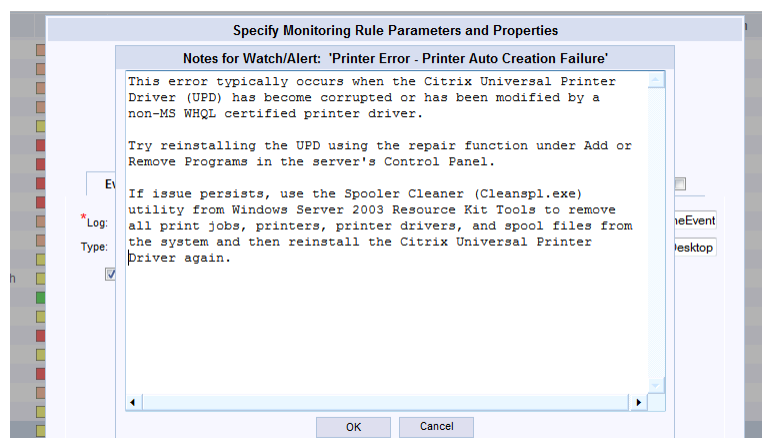 Specify Monitoring Rule Parameters and Properties
Notes for Watch/Alert: 'Printer Error - Printer Auto Creation Failure'
This error typically occurs when the Citrix Universal Printer
Driver (UPD) has become corrupted or has been modified by a
non-MS WHQL certified printer driver.
Try reinstalling the UPD using the repair function under Add or
Remove Programs in the server's Control Panel.
If issue persists, use the Spooler Cleaner (Cleanspl.exe)
utility from Windows Server 2003 Resource Kit Tools to remove
all print jobs, printers, printer drivers, and spool files from
the system and then reinstall the Citrix Universal Printer
Driver again.
Ev
*Log:
neEvent
Type:
Desktop
OK
Cancel